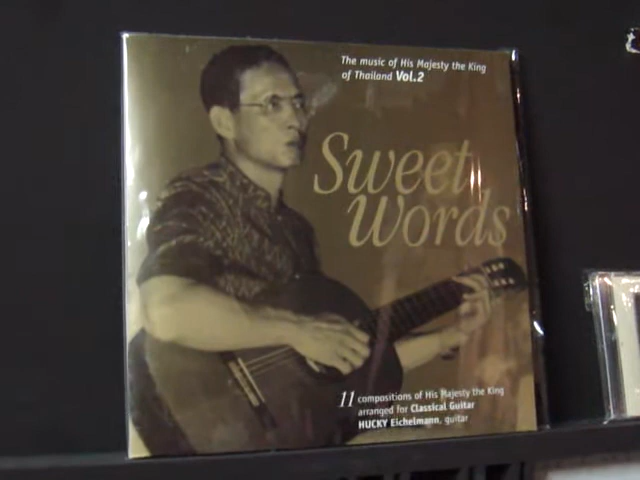 The music of His Majesty the King
of Thailand Vol.2
Sweet
Words
11 compositions of His Majesty the King
arranged for Classical Guitar
HUCKY Eichelmann, guitar